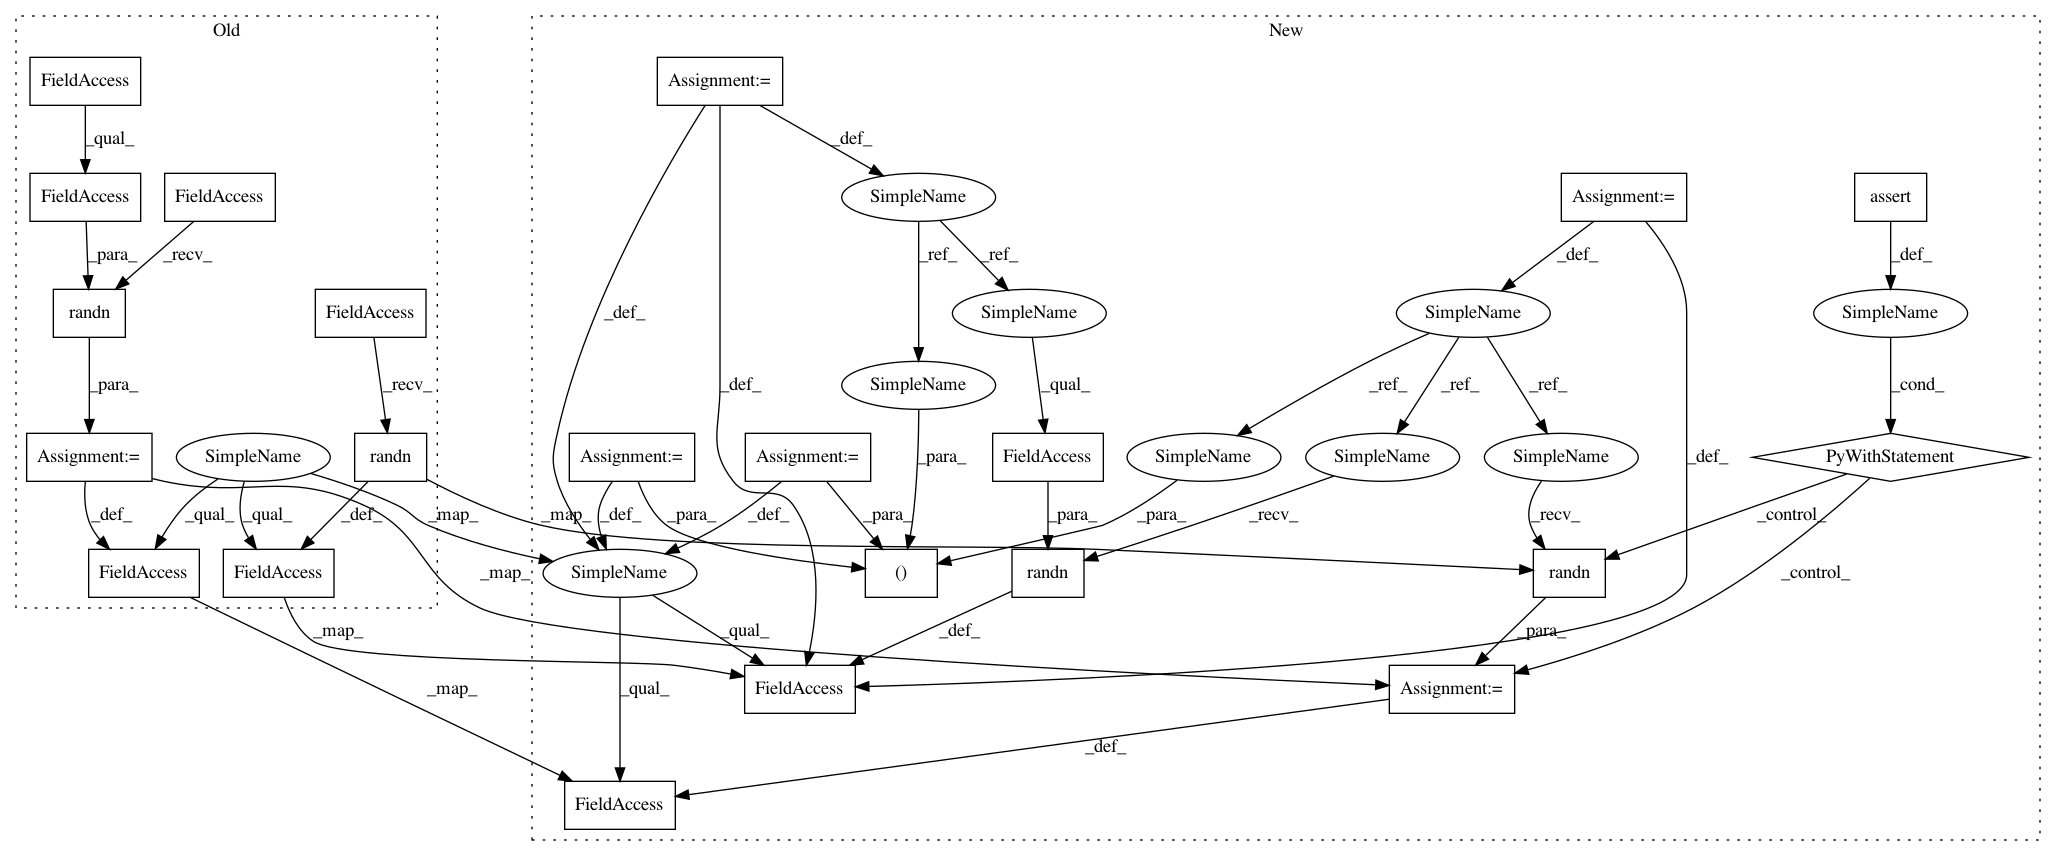 Old
New
FieldAccess
Assignment:=
_qual_
_def_
FieldAccess
FieldAccess
SimpleName
Assignment:=
assert
_para_
_recv_
_ref_
_ref_
_def_
_def_
randn
FieldAccess
_def_
SimpleName
SimpleName
SimpleName
_para_
_recv_
_def_
SimpleName
_qual_
_ref_
_ref_
_ref_
_cond_
Assignment:=
SimpleName
randn
Assignment:=
Assignment:=
_para_
FieldAccess
SimpleName
SimpleName
SimpleName
_def_
PyWithStatement
_def_
_qual_
_qual_
_def_
_map_
_def_
_para_
_map_
_def_
_para_
_para_
_para_
_recv_
_recv_
_control_
FieldAccess
FieldAccess
_map_
SimpleName
()
randn
randn
_control_
_map_
_qual_
_def_
_para_
_map_
_qual_
FieldAccess
Assignment:=
_def_
FieldAccess